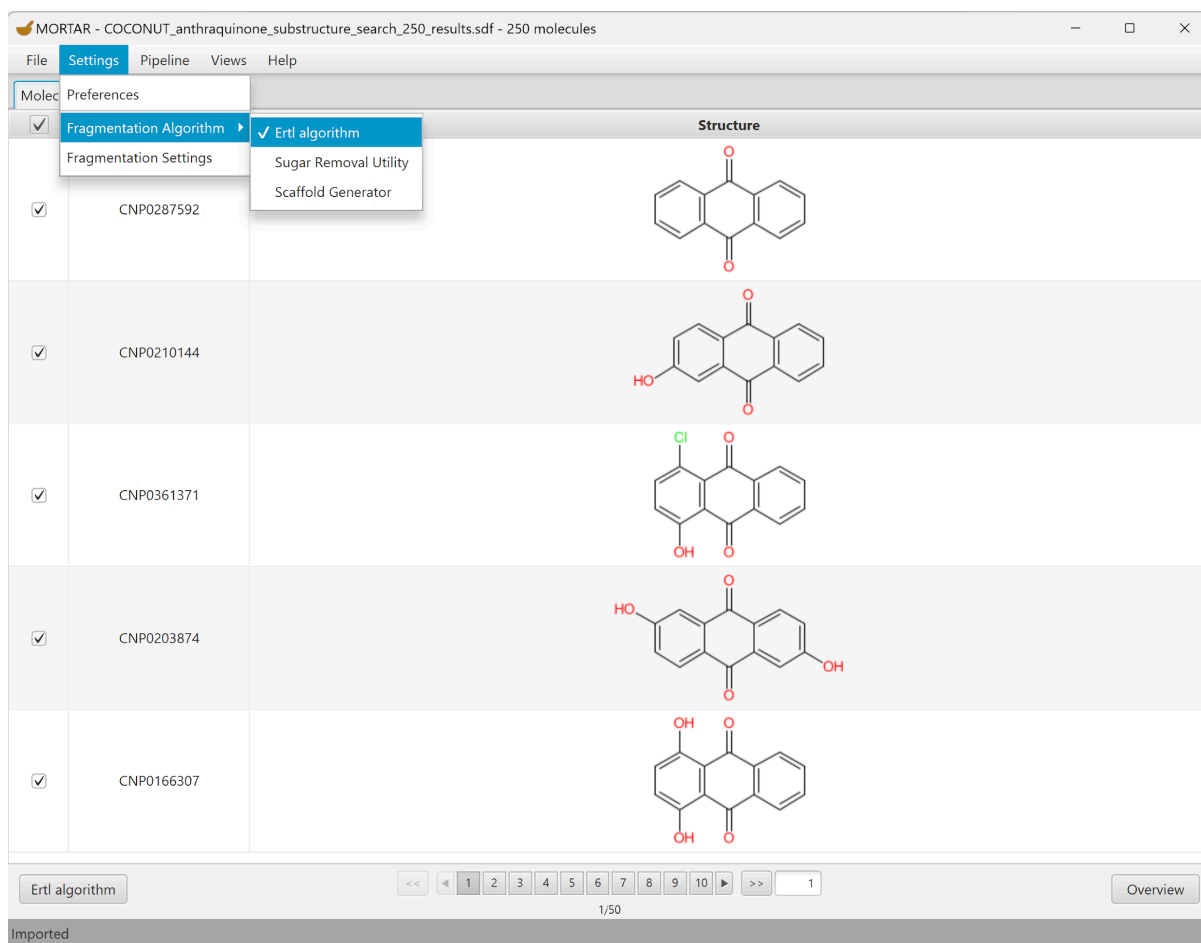 MORTAR - COCONUT_anthraquinone_substructure_search_250_results.sdf - 250 molecules
File Settings Pipeline Views Help
Molec
Preferences
Fragmentation Algorithm
Fragmentation Settings
Ertl algorithm
Sugar Removal Utility
Scaffold Generator
Structure
CNP0287592
O
O
CNP0210144
O
HO
O
CNP0361371
Cl O
OH O
CNP0203874
O
HO
OH
O
CNP0166307
OH O
OH O
Ertl algorithm
<< 1 2 3 4 5 6 7 8 9 10 >> 1
1/50
Overview
Imported